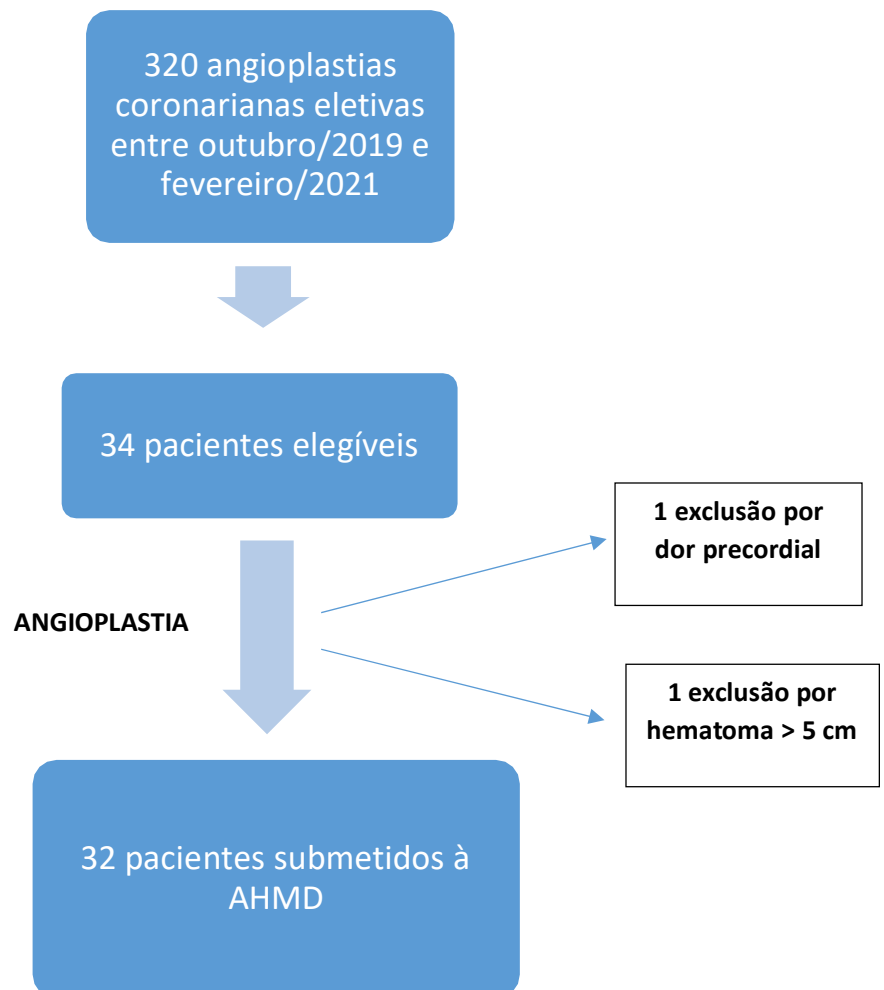 320 angioplastias
coronarianas eletivas
entre outubro/2019 e
fevereiro/2021
34 pacientes elegíveis
1 exclusão por
dor precordial
ANGIOPLASTIA
1 exclusão por
hematoma > 5 cm
32 pacientes submetidos à
AHMD